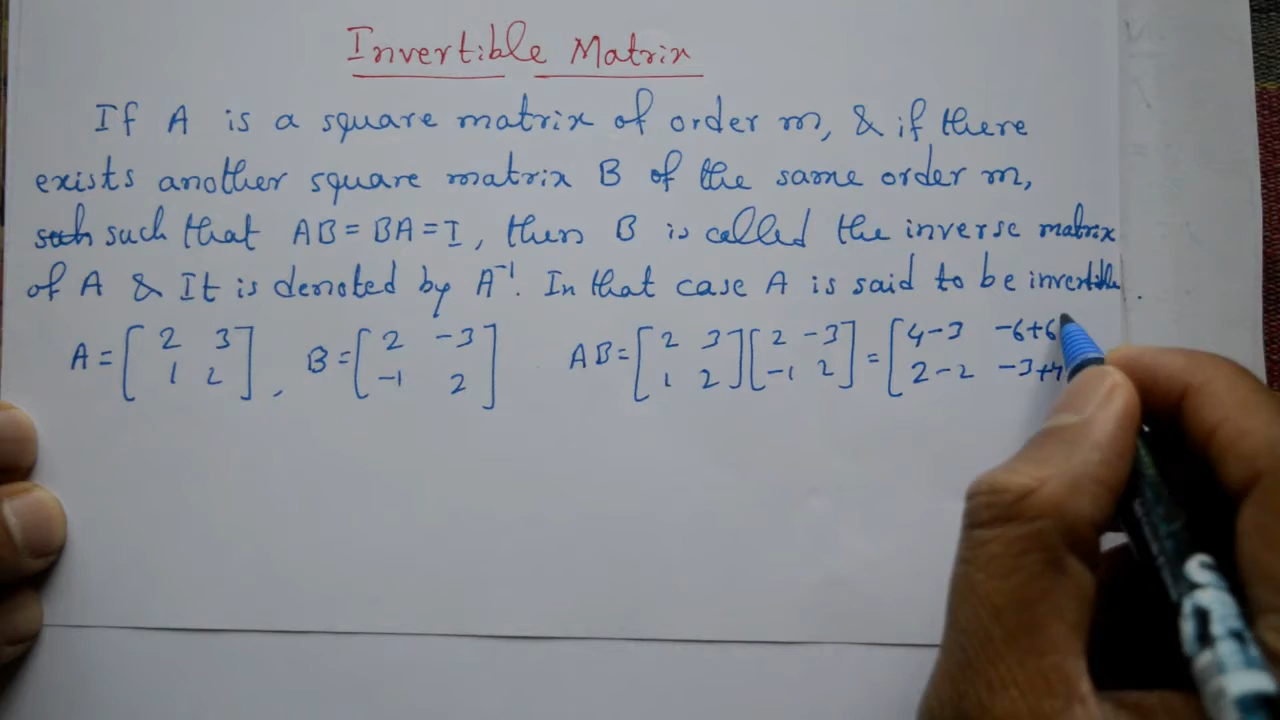 Invertible Matrix
If A is a square matrix of order m, & if there
exists another square matrix B of the same order m,
such such that AB = BA = I, then B is called the inverse matrix
of A & It is denoted by A⁻¹. In that case A is said to be invertible.
A = [2 3; 1 2], B = [2 -3; -1 2] AB = [2 3; 1 2] [2 -3; -1 2] = [4-3 -6+6; 2-2 -3+4